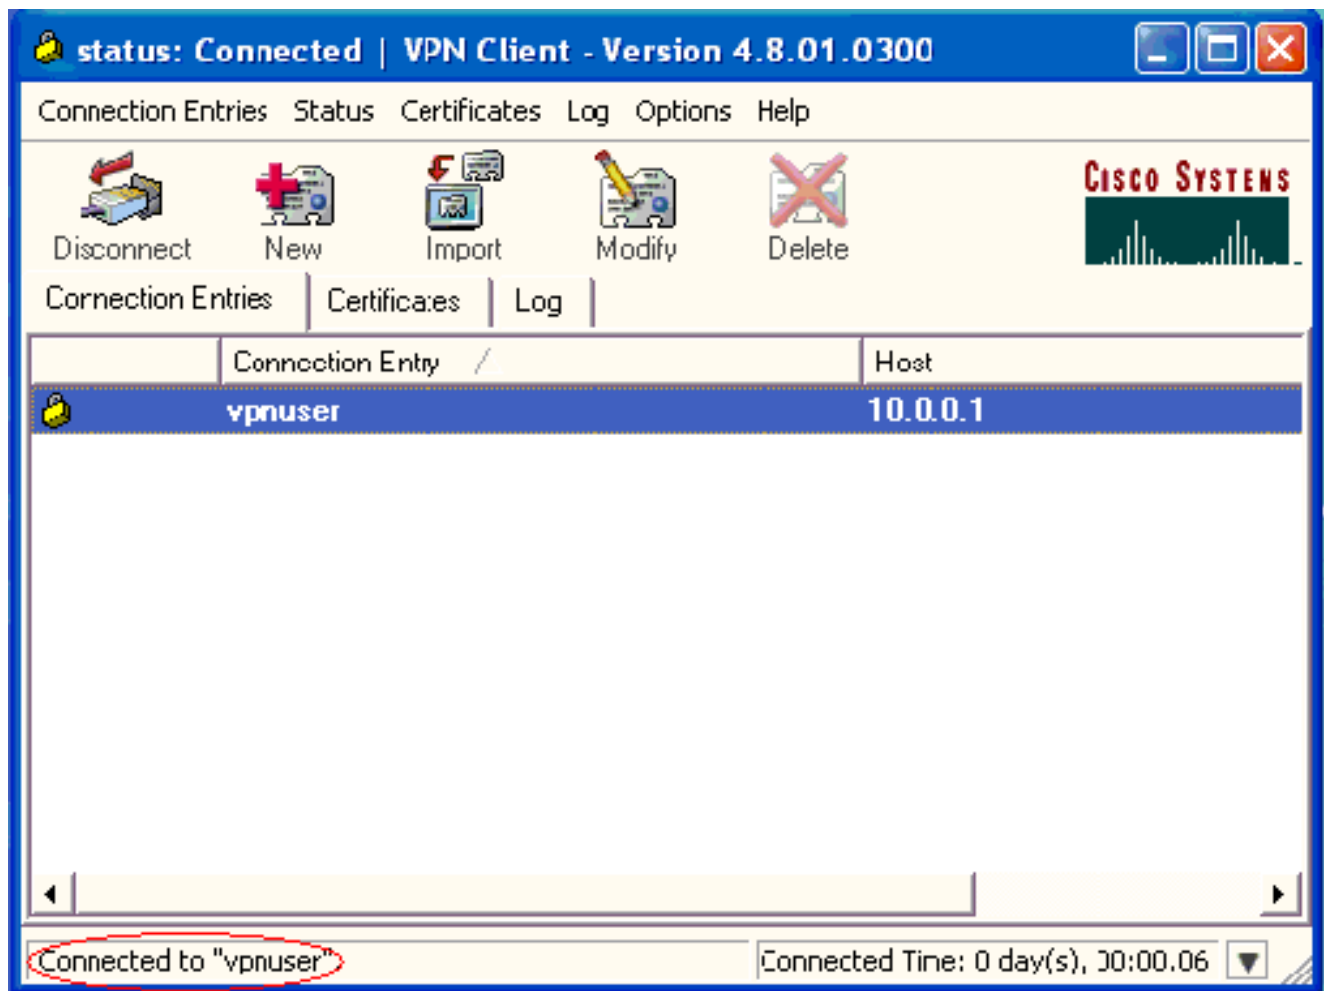 status: Connected | VPN Client - Version 4.8.01.0300
Connection Entries Status Certificates Log Options Help
Disconnect New Import Modify Delete
CISCO SYSTEMS
Connection Entries Certificates Log
Connection Entry Host
vpnuser 10.0.0.1
Connected to "vpnuser" Connected Time: 0 day(s), 00:00.06